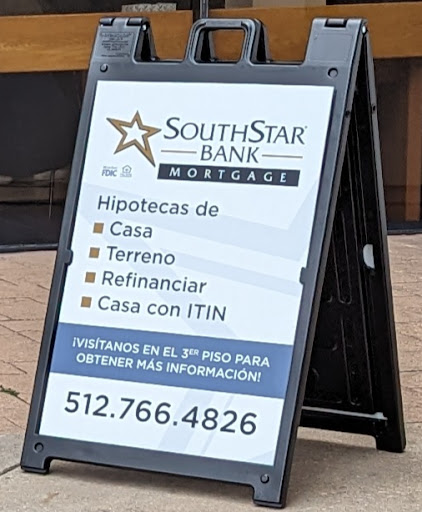 SOUTHSTAR
BANK
MORTGAGE
FDIC
Hipotecas de
Casa
Terreno
Refinanciar
Casa con ITIN
¡VISÍTANOS EN EL 3ER PISO PARA
OBTENER MÁS INFORMACIÓN!
512.766.4826